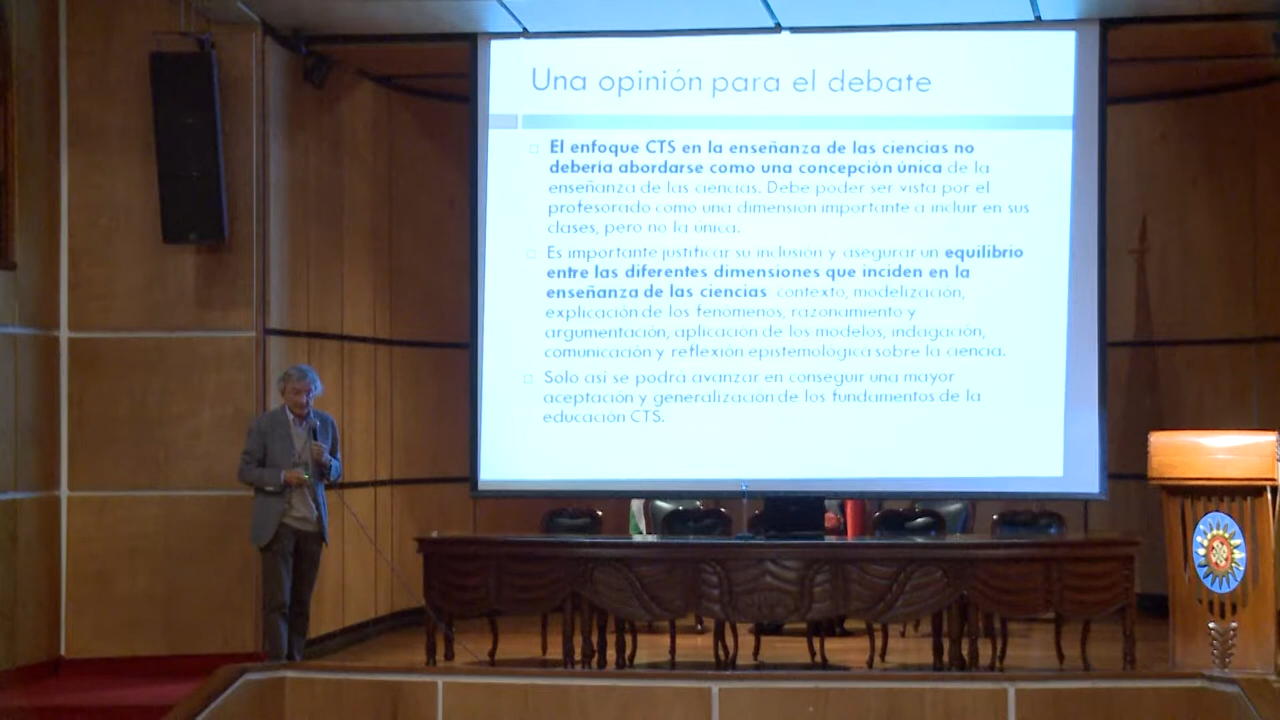 Una opinión para el debate
El enfoque CTS en la enseñanza de las ciencias no
debería abordarse como una concepción única de la
enseñanza de las ciencias. Debe poder ser vista por el
profesorado como una dimensión importante a incluir en sus
clases, pero no la única.
Es importante justificar su inclusión y asegurar un equilibrio
entre las diferentes dimensiones que inciden en la
enseñanza de las ciencias: contexto, modelización,
explicación de los fenómenos, razonamiento y
argumentación, aplicación de los modelos, indagación,
comunicación y reflexión epistemológica sobre la ciencia.
Solo así se podrá avanzar en conseguir una mayor
aceptación y generalización de los fundamentos de la
educación CTS.